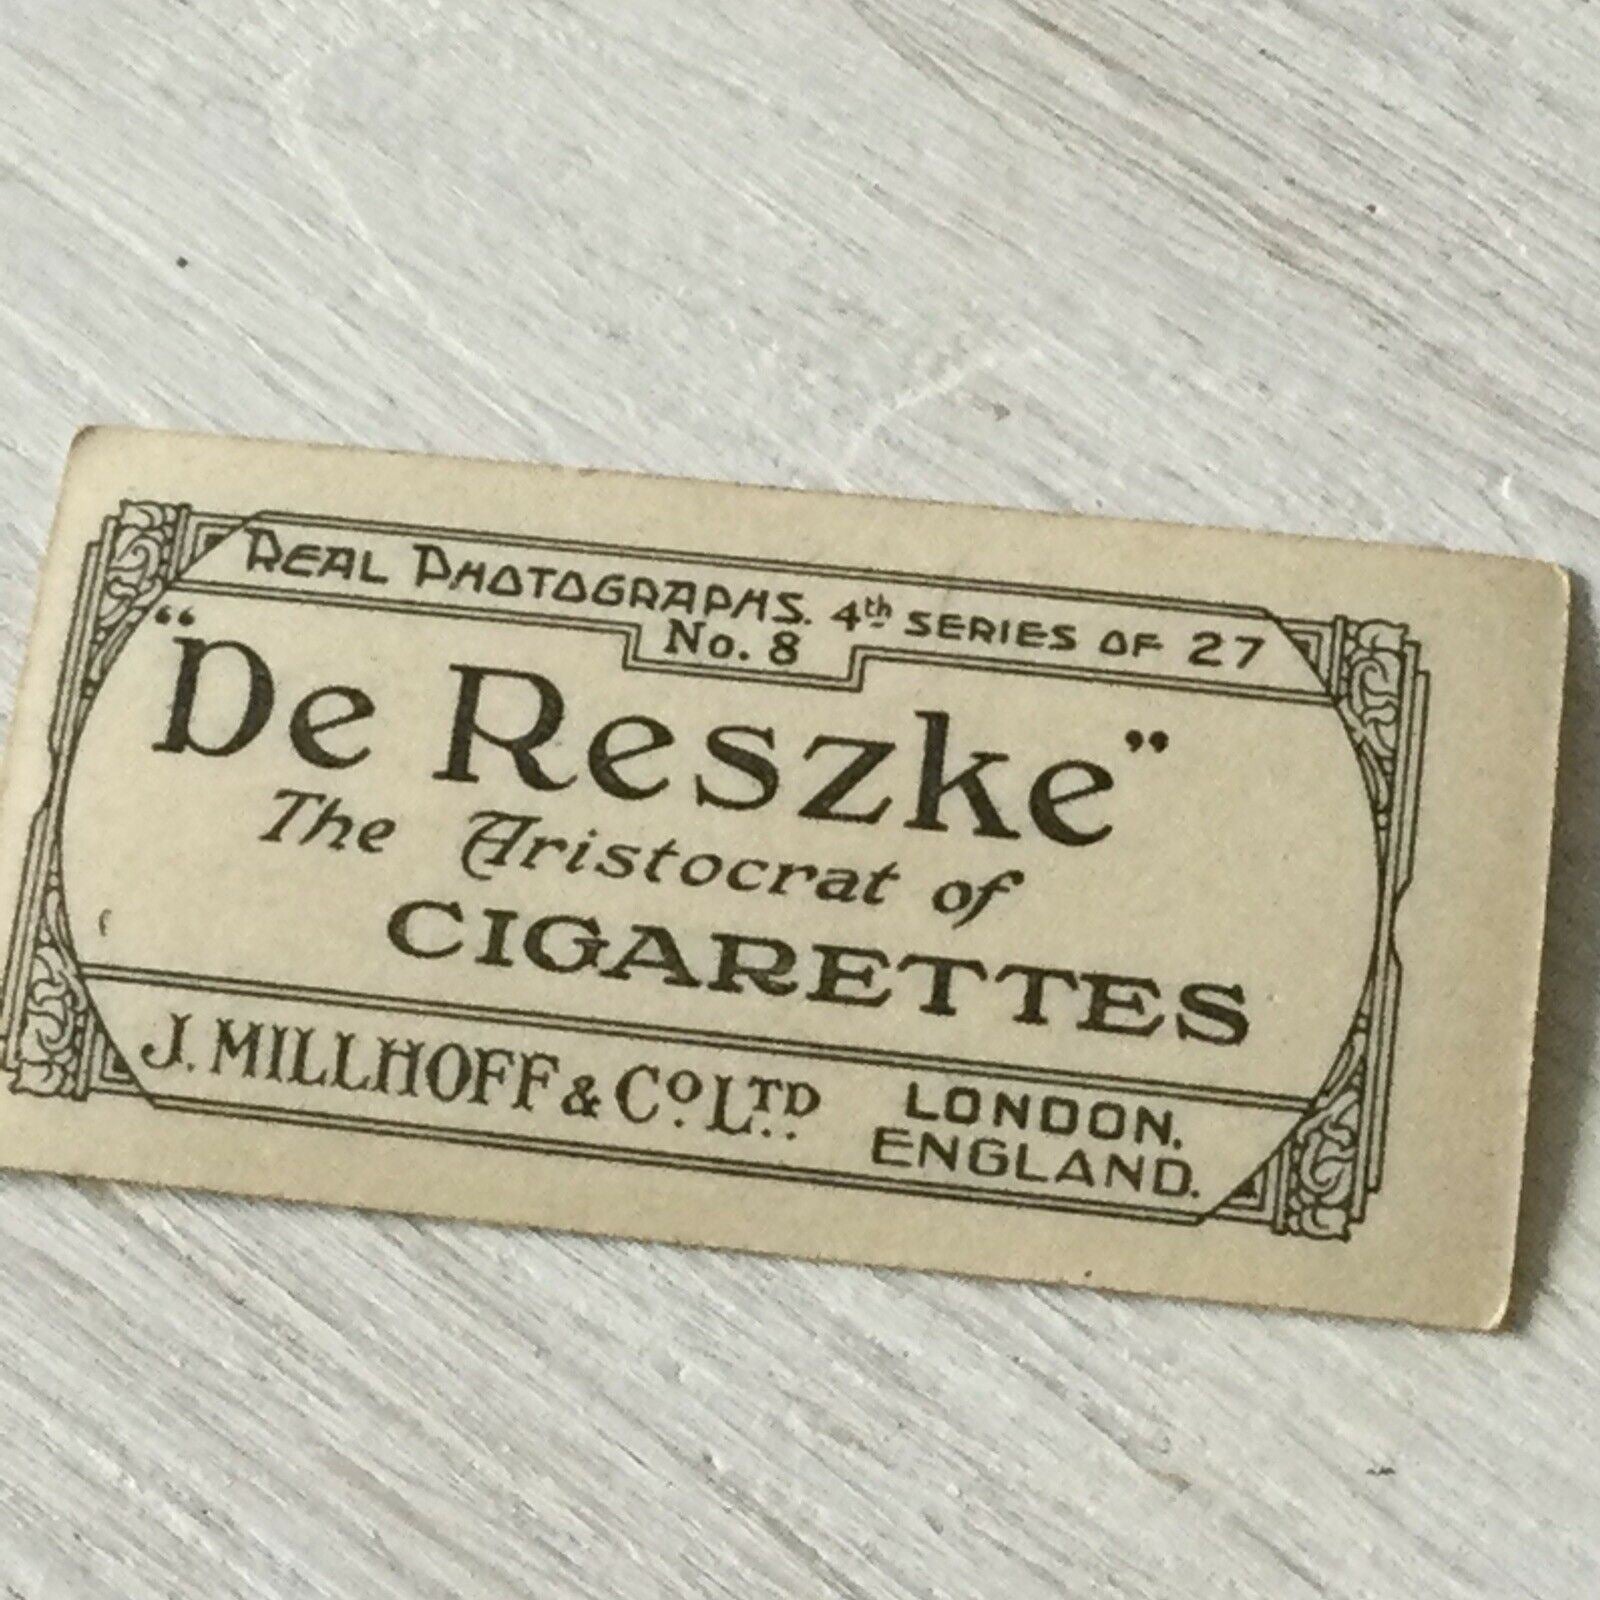 REAL PHOTOGRAPHS. 4th SERIES OF 27
No. 8
"De Reszke"
The Aristocrat of
CIGARETTES
J. MILLHOFF & Co. LTD. LONDON,
ENGLAND.